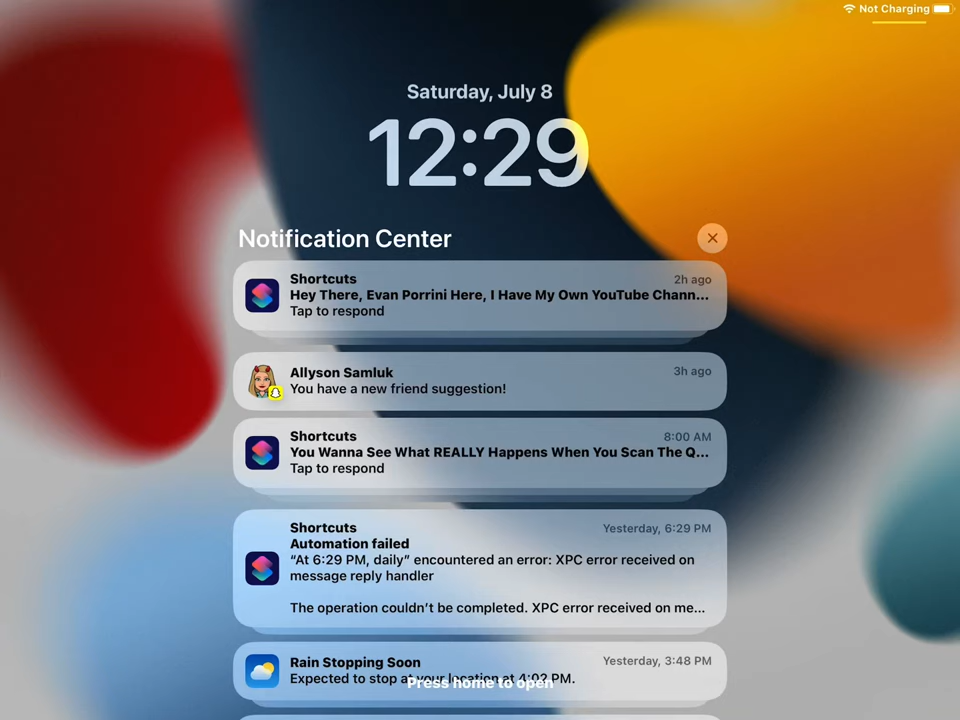 Not Charging
Saturday, July 8
12:29
Notification Center
Shortcuts 2h ago
Hey There, Evan Porrini Here, I Have My Own YouTube Chann...
Tap to respond
Allyson Samluk 3h ago
You have a new friend suggestion!
Shortcuts 8:00 AM
You Wanna See What REALLY Happens When You Scan The Q...
Tap to respond
Shortcuts Yesterday, 6:29 PM
Automation failed
“At 6:29 PM, daily” encountered an error: XPC error received on
message reply handler
The operation couldn’t be completed. XPC error received on me...
Rain Stopping Soon Yesterday, 3:48 PM
Expected to stop at your location at 4:02 PM.
Press home to open